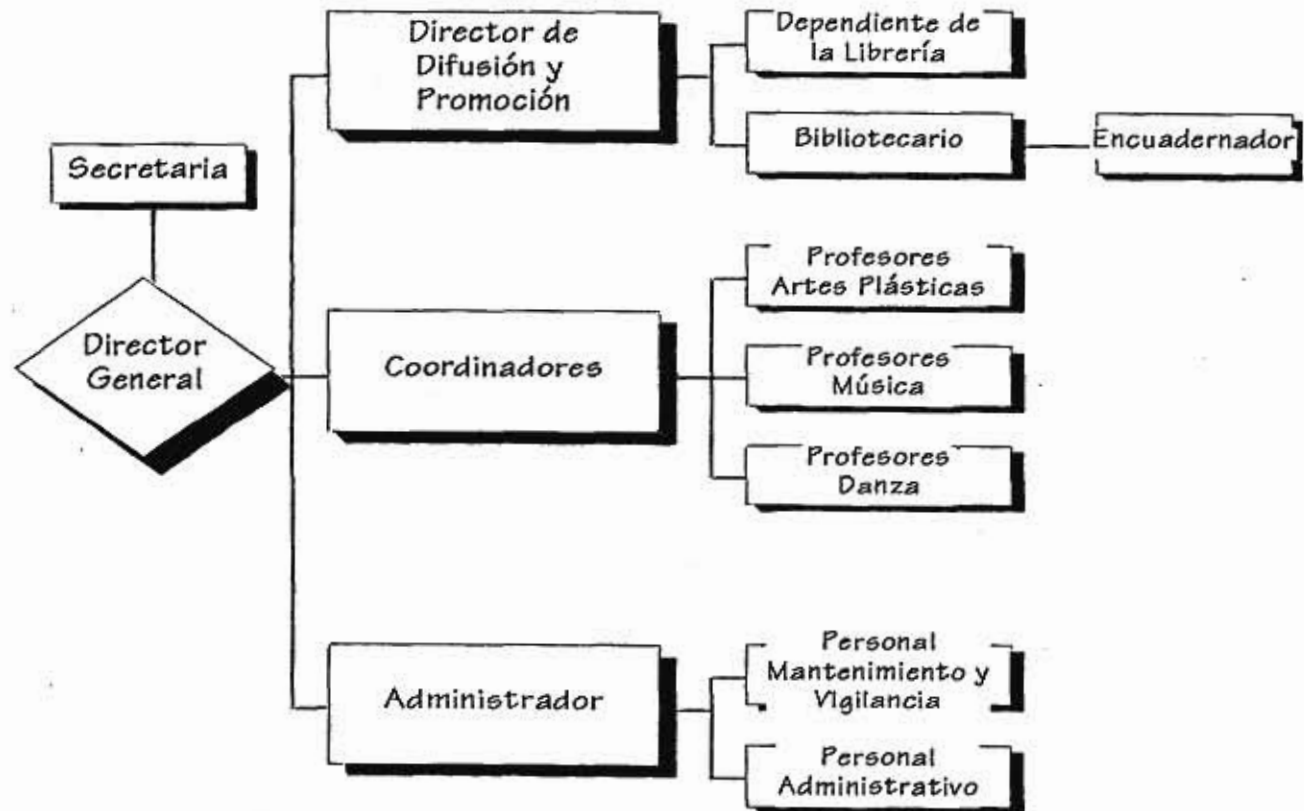 Secretaria
Director
General
Director de
Difusión y
Promoción
Dependiente de
la Librería
Bibliotecario
Encuadernador
Coordinadores
Profesores
Artes Plásticas
Profesores
Música
Profesores
Danza
Administrador
Personal
Mantenimiento y
Vigilancia
Personal
Administrativo